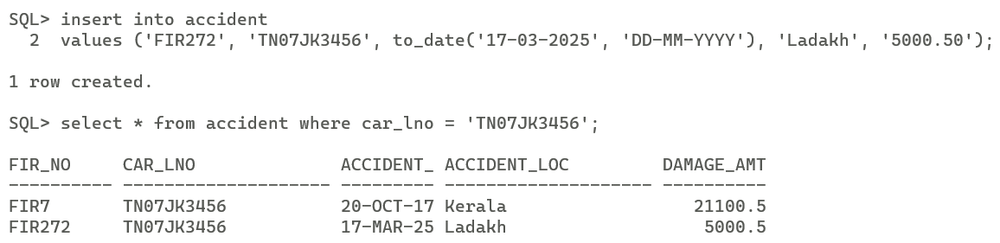 SQL> insert into accident
  2  values ('FIR272', 'TN07JK3456', to_date('17-03-2025', 'DD-MM-YYYY'), 'Ladakh', '5000.50');
1 row created.
SQL> select * from accident where car_lno = 'TN07JK3456';
FIR_NO     CAR_LNO              ACCIDENT_ ACCIDENT_LOC         DAMAGE_AMT
---------- -------------------- --------- -------------------- ----------
FIR7       TN07JK3456           20-OCT-17 Kerala                  21100.5
FIR272     TN07JK3456           17-MAR-25 Ladakh                   5000.5